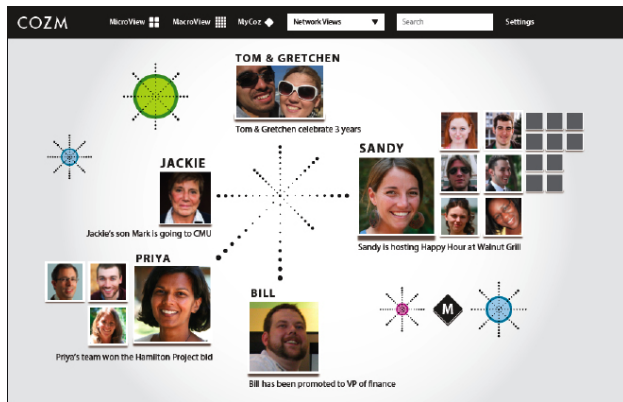 COZM MicroView MacroView MyCoz Network Views Search Settings
TOM & GRETCHEN
Tom & Gretchen celebrate 3 years
SANDY
JACKIE
Jackie's son Mark is going to CMU
Sandy is hosting Happy Hour at Walnut Grill
PRIYA
BILL
M
Priya's team won the Hamilton Project bid
Bill has been promoted to VP of finance